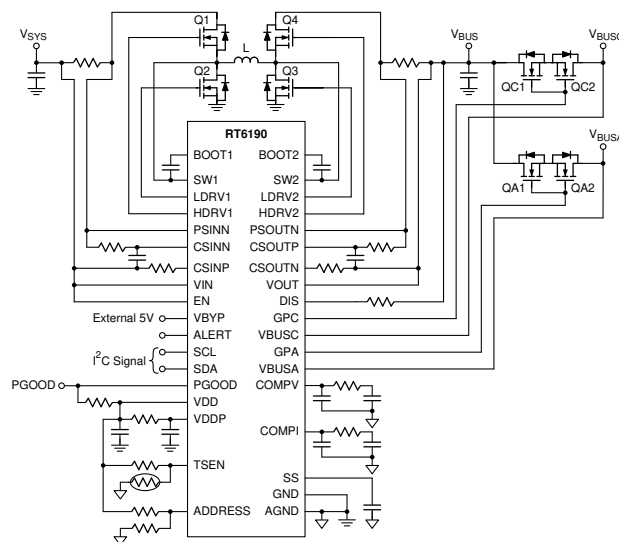 Q1
Q4
VSYS
L
VBUS
VBUSC
Q2
Q3
QC1
QC2
RT6190
VBUSA
BOOT1
BOOT2
SW1
SW2
QA1
QA2
LDRV1
LDRV2
HDRV1
HDRV2
PSINN
PSOUTN
CSINN
CSOUTP
CSINP
CSOUTN
VIN
VOUT
EN
DIS
External 5V
VBYP
GPC
ALERT
VBUSC
I2C Signal
SCL
GPA
SDA
VBUSA
PGOOD
PGOOD
COMPV
VDD
VDDP
COMPI
TSEN
SS
GND
ADDRESS
AGND